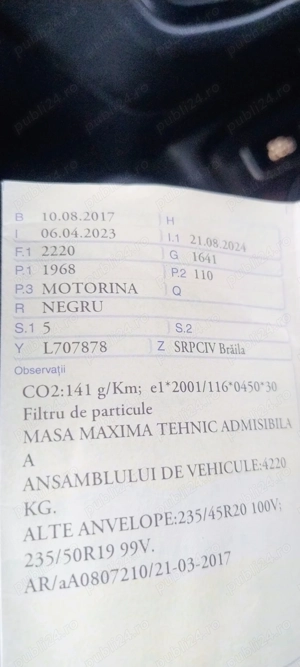 B 10.08.2017 H
I 06.04.2023 I.1 21.08.2024
F.1 2220 G 1641
P.1 1968 P.2 110
P.3 MOTORINA Q
R NEGRU
S.1 5 S.2
Y L707878 Z SRPCIV Brăila
Observații
CO2:141 g/Km; e1*2001/116*0450*30
Filtru de particule
MASA MAXIMA TEHNIC ADMISIBILA
A
ANSAMBLULUI DE VEHICULE:4220
KG.
ALTE ANVELOPE:235/45R20 100V;
235/50R19 99V.
AR/aA0807210/21-03-2017